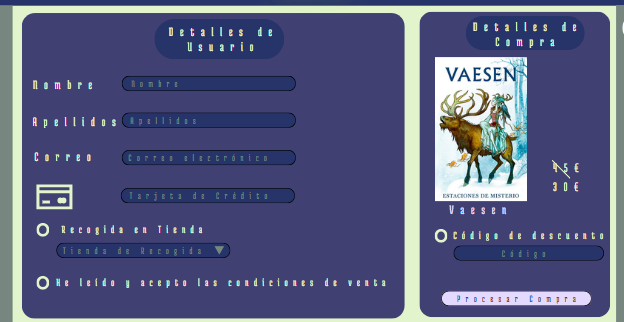 Detalles de
Usuario
Nombre
Nombre
Apellidos
Apellidos
Correo
Correo electrónico
Tarjeta de Crédito
Recogida en Tienda
Tienda de Recogida
He leído y acepto las condiciones de venta
Detalles de
Compra
VAESEN
ESTACIONES DE MISTERIO
45€
30€
Vaesen
Código de descuento
Código
Procesar Compra